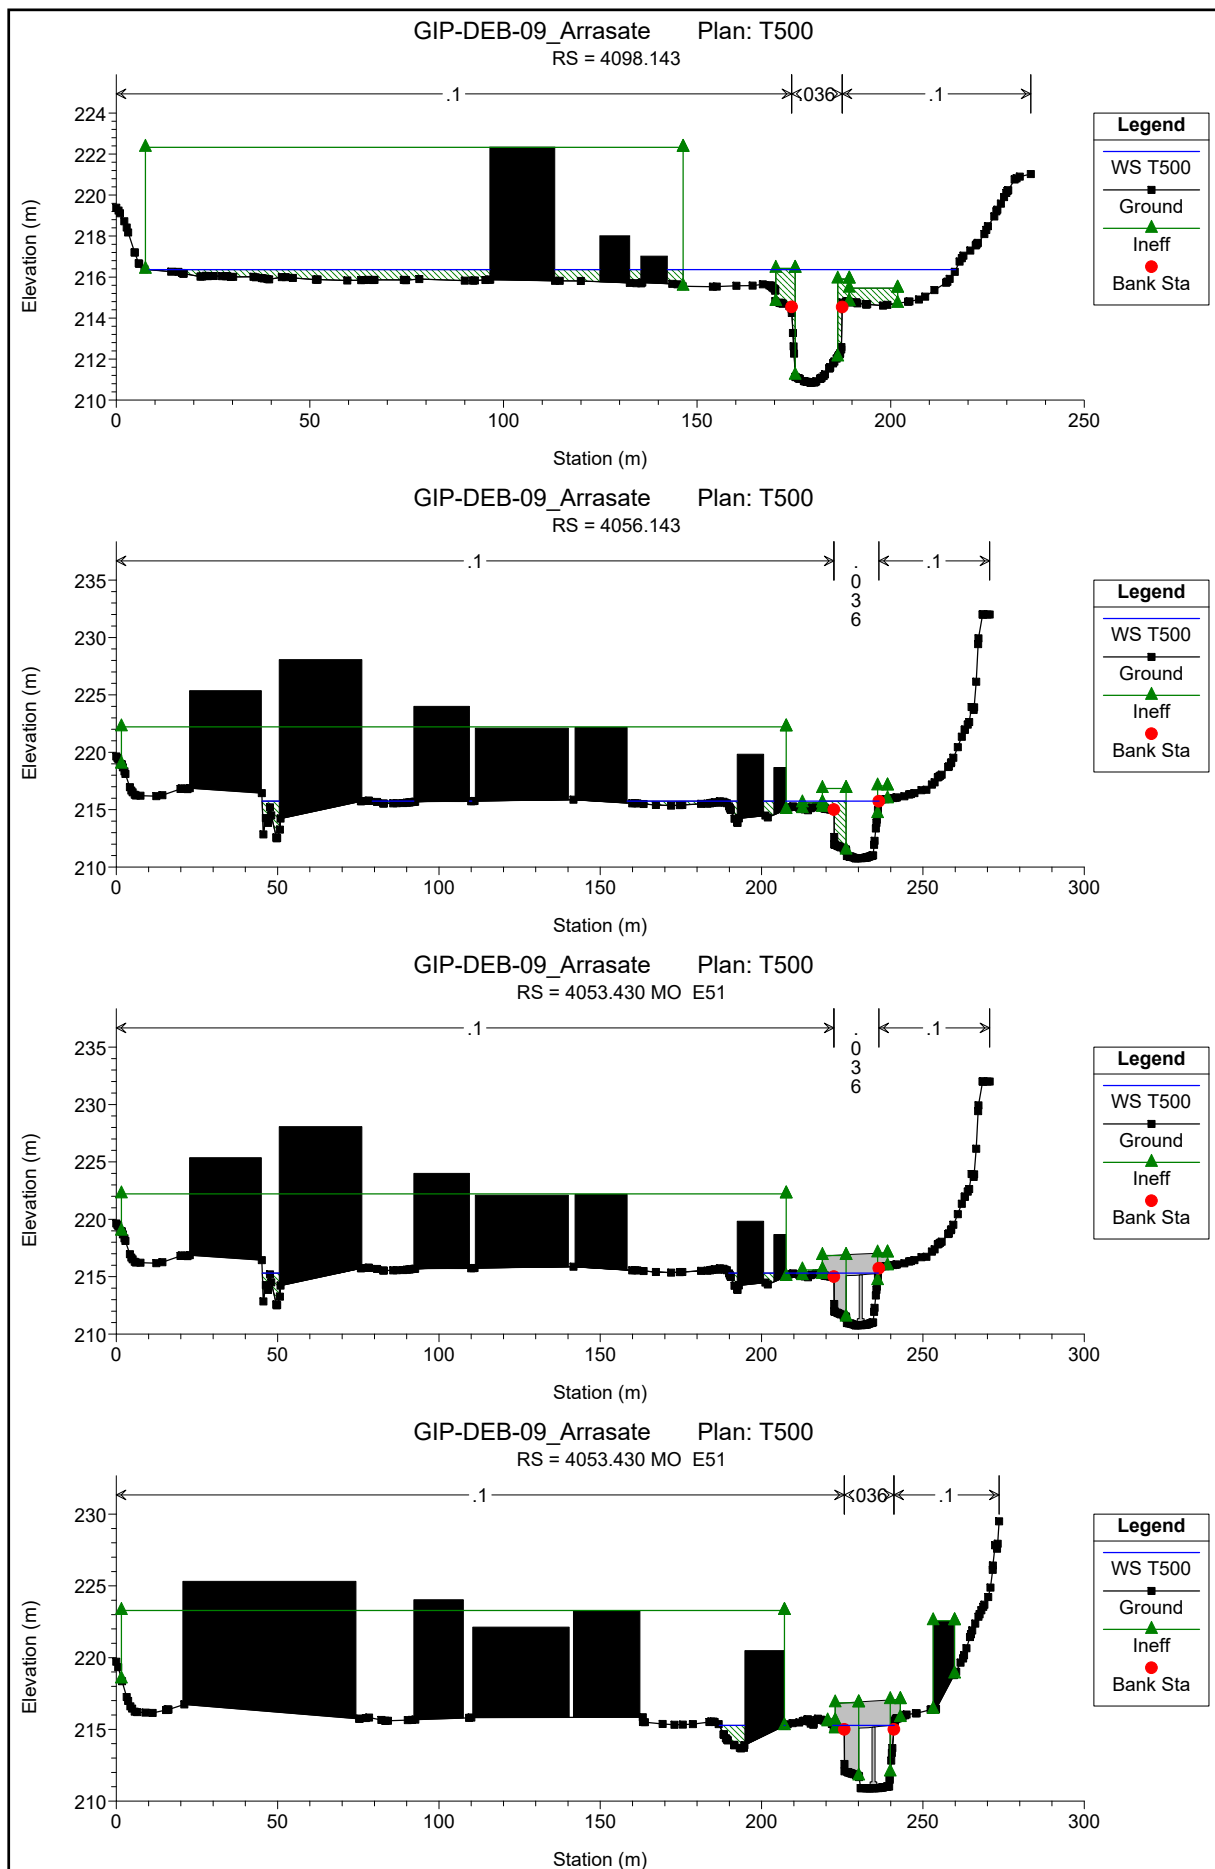 GIP-DEB-09_Arrasate Plan: T500
RS = 4098.143
.1 .036 .1
224
222
220
218
216
214
212
210
Elevation (m)
0 50 100 150 200 250
Station (m)
Legend
WS T500
Ground
Ineff
Bank Sta
GIP-DEB-09_Arrasate Plan: T500
RS = 4056.143
.1 .036 .1
235
230
225
220
215
210
Elevation (m)
0 50 100 150 200 250 300
Station (m)
Legend
WS T500
Ground
Ineff
Bank Sta
GIP-DEB-09_Arrasate Plan: T500
RS = 4053.430 MO E51
.1 .036 .1
235
230
225
220
215
210
Elevation (m)
0 50 100 150 200 250 300
Station (m)
Legend
WS T500
Ground
Ineff
Bank Sta
GIP-DEB-09_Arrasate Plan: T500
RS = 4053.430 MO E51
.1 .036 .1
230
225
220
215
210
Elevation (m)
0 50 100 150 200 250 300
Station (m)
Legend
WS T500
Ground
Ineff
Bank Sta